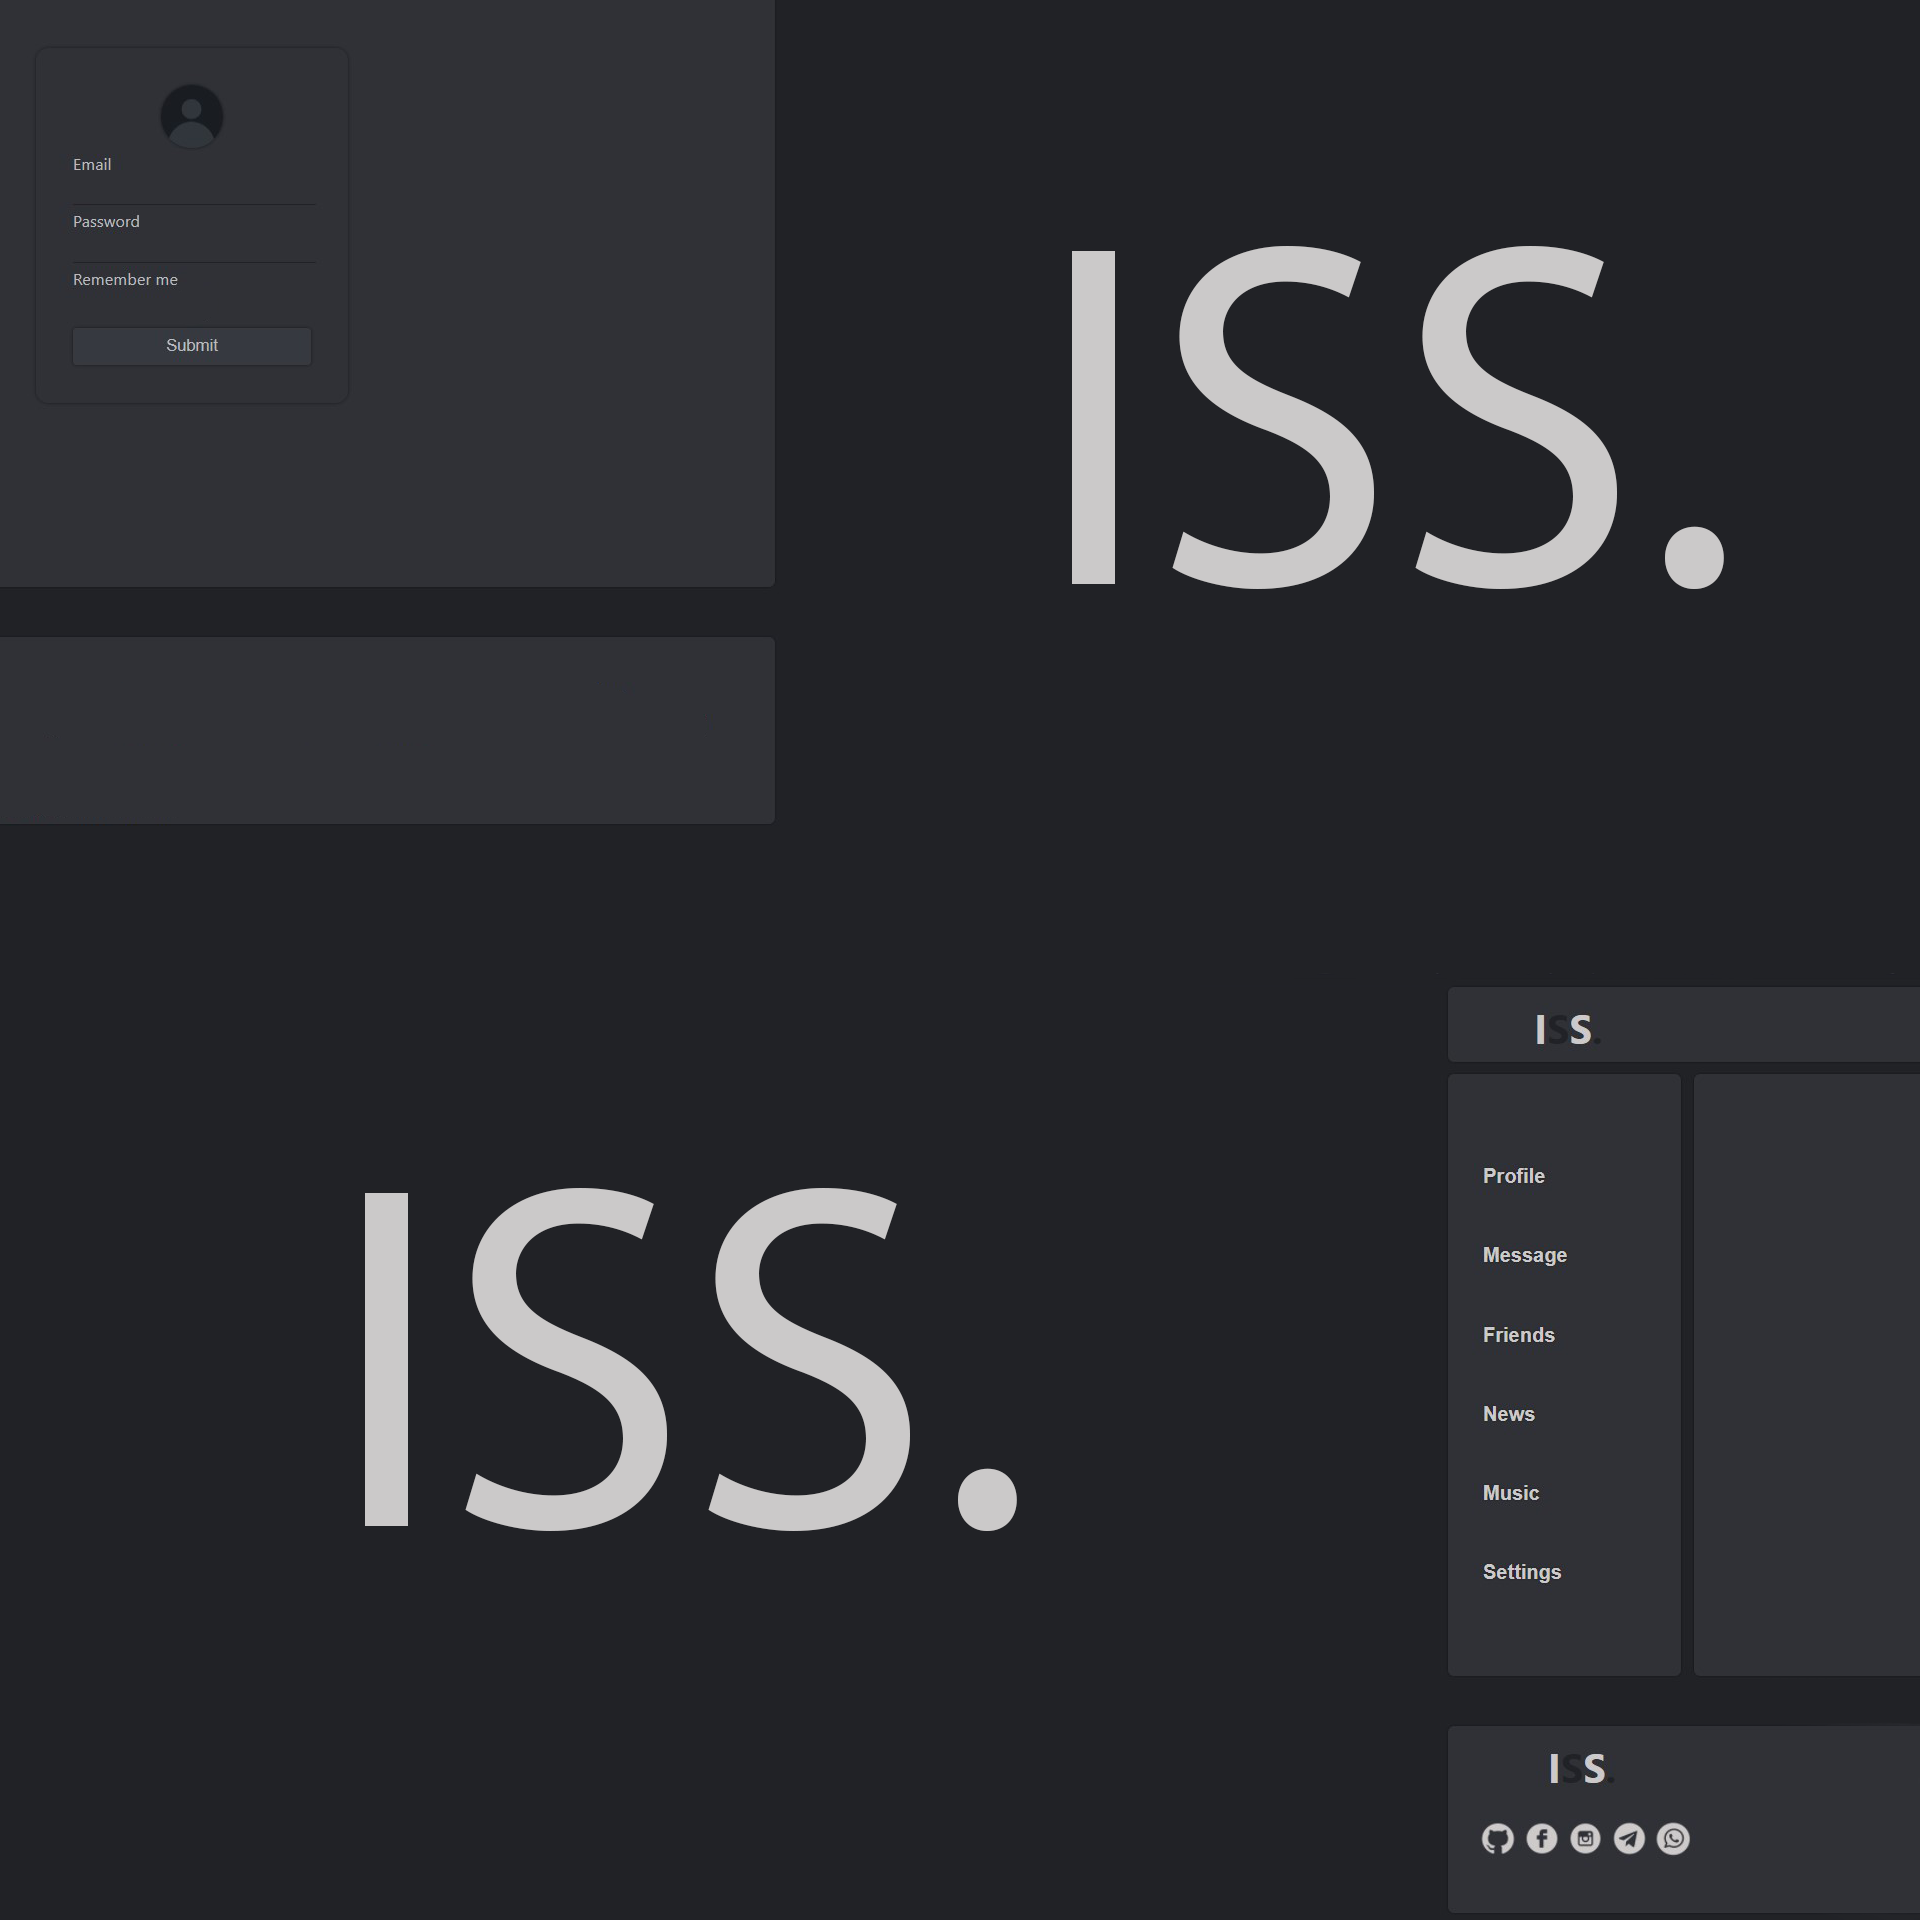 Email
Password
Remember me
Submit
ISS.
ISS.
ISS.
Profile
Message
Friends
News
Music
Settings
ISS.